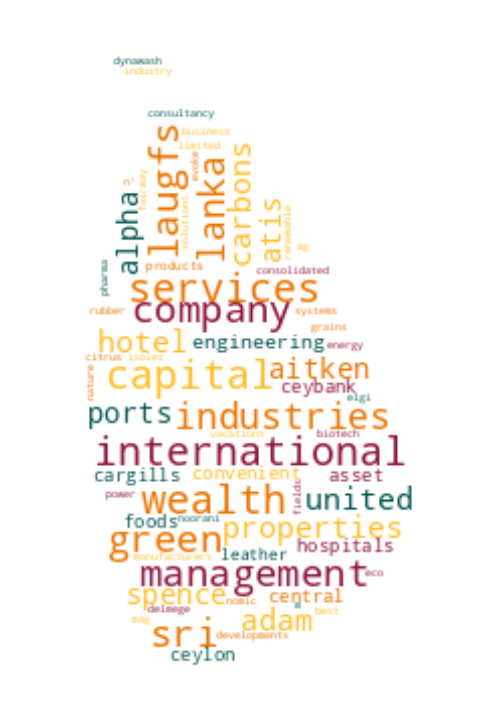 dynawash
industry
consultancy
laugfs
business
limited
lanka
evoke
carbons
n'
fairway
alpha
solutions
atis
renewable
ag
pharma
products
consolidated
services
company
rubber
systems
grains
hotel
engineering
energy
citrus
isolez
nature
capital
aitken
ceybank
elgi
ports
industries
vacations
biotech
international
cargills
convenient
asset
power
wealth
fields
united
foods
noorani
properties
green
hospitals
manufacturers
leather
management
eco
spence
nomic
central
delmege
best
mag
adam
sri
developments
ceylon